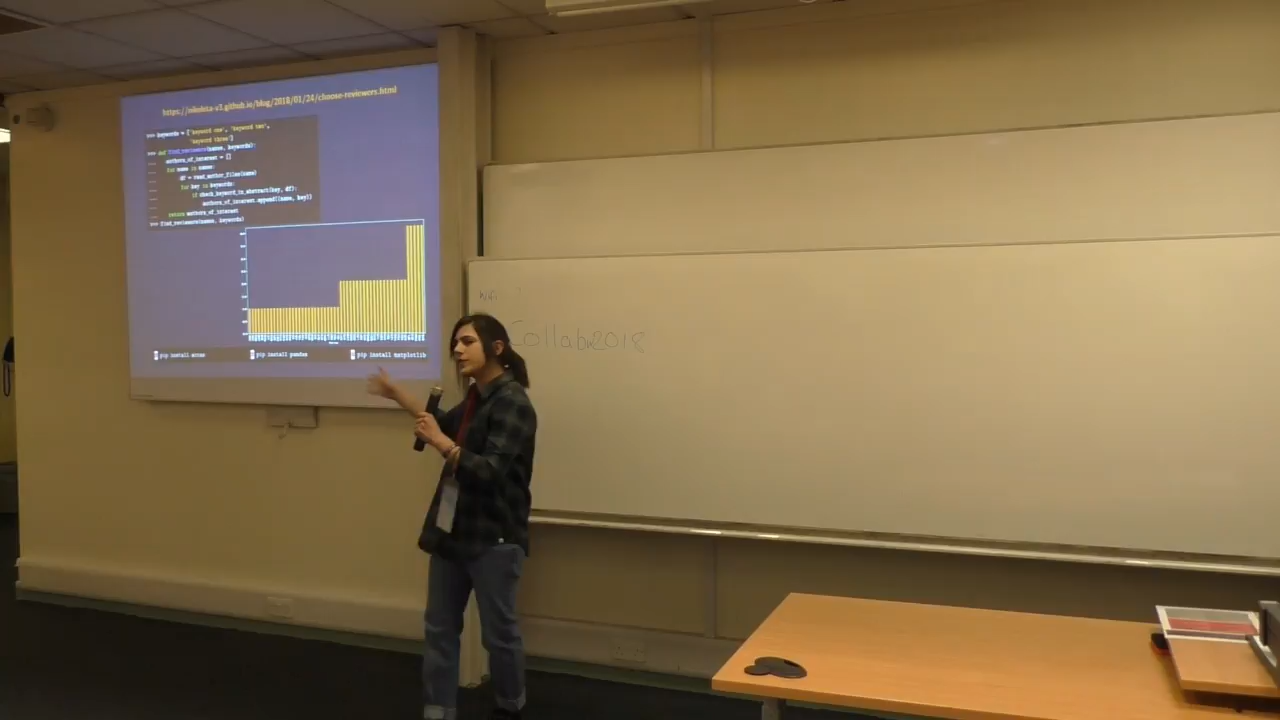 https://nikoleta-v3.github.io/blog/2018/01/24/choose-reviewers.html
>>> keywords = ["keyword one", "keyword two",
"keyword three"]
>>> def find_reviewers(names, keywords):
... authors_of_interest = []
... for name in names:
... df = read_author_files(name)
... for key in keywords:
... if check_keyword_in_abstract(key, df):
... authors_of_interest.append((name, key))
... return authors_of_interest
>>> find_reviewers(names, keywords)
pip install arcas
pip install pandas
pip install matplotlib
Wifi
Collabw2018